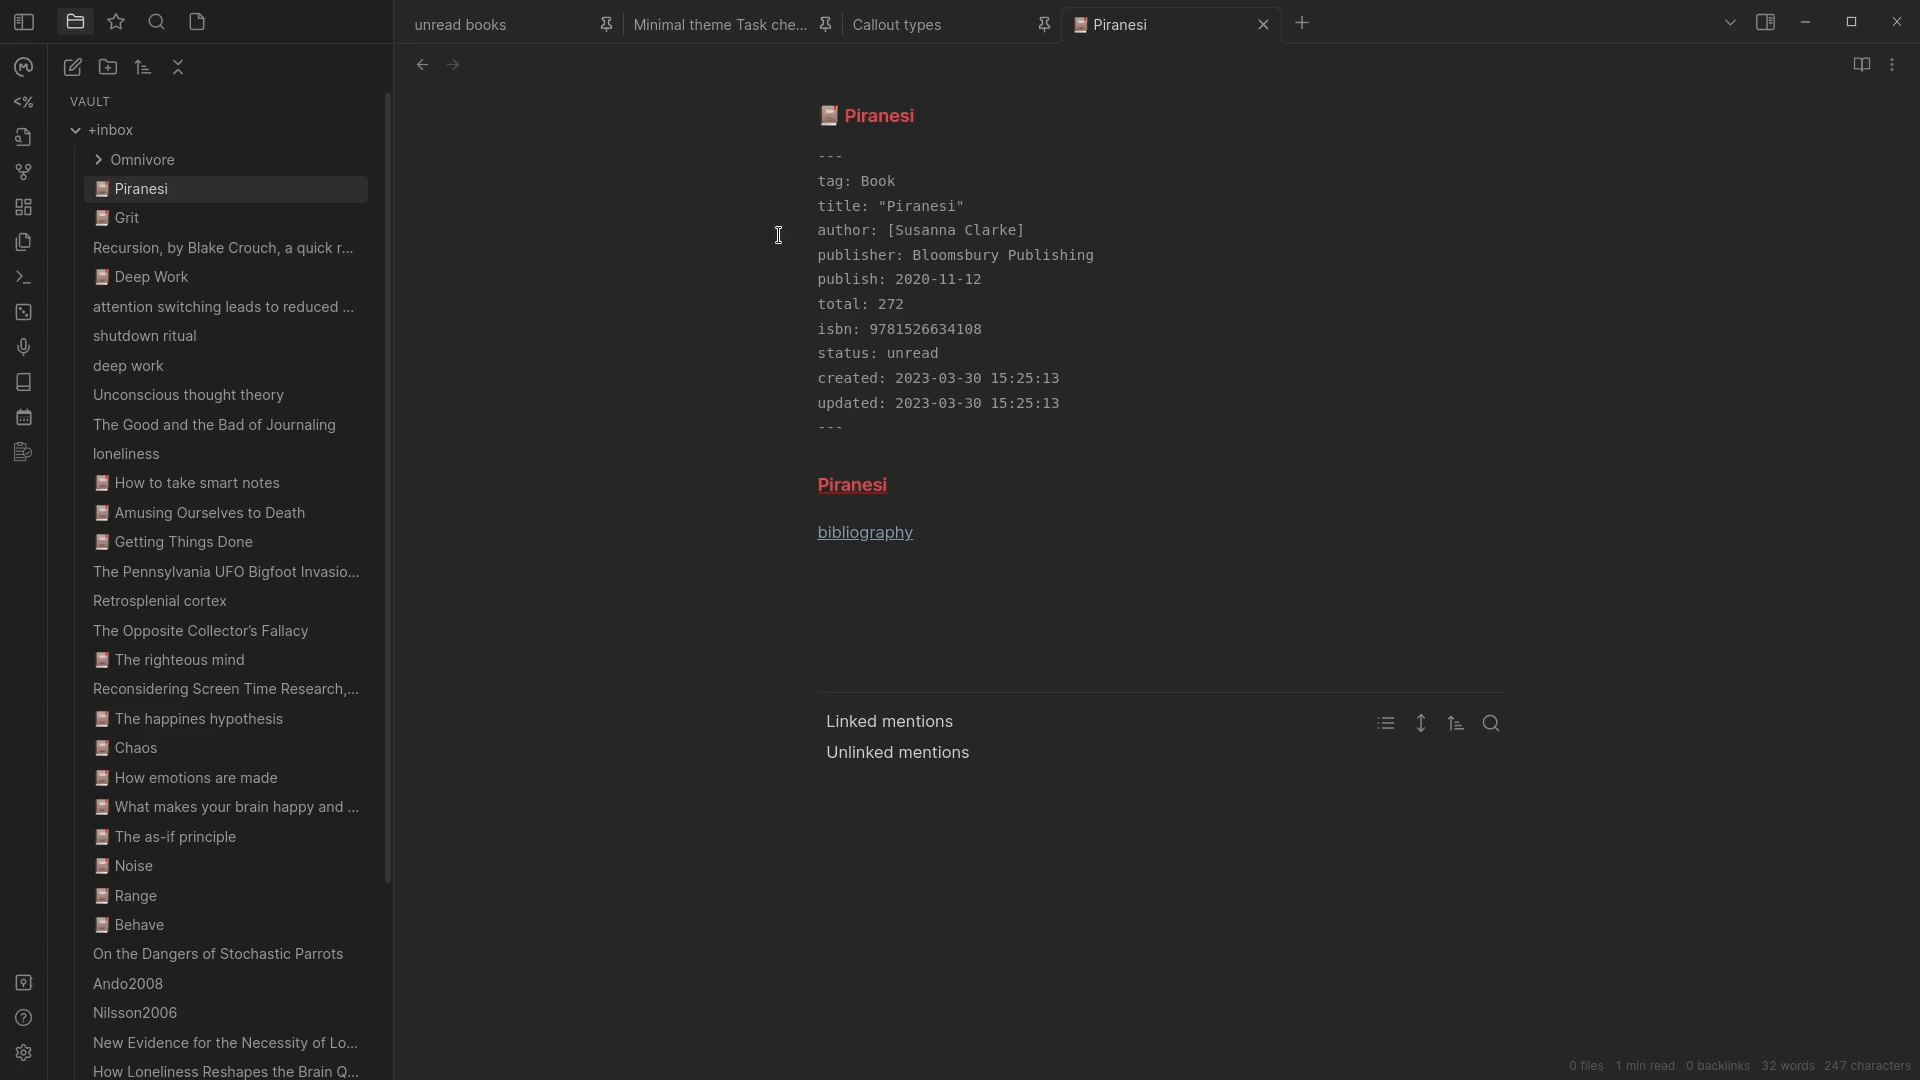 unread books
Minimal theme Task che...
Callout types
Piranesi
<%
VAULT
+inbox
Omnivore
Piranesi
Grit
Recursion, by Blake Crouch, a quick r...
Deep Work
attention switching leads to reduced ...
shutdown ritual
deep work
Unconscious thought theory
The Good and the Bad of Journaling
loneliness
How to take smart notes
Amusing Ourselves to Death
Getting Things Done
The Pennsylvania UFO Bigfoot Invasio...
Retrosplenial cortex
The Opposite Collector’s Fallacy
The righteous mind
Reconsidering Screen Time Research,...
The happines hypothesis
Chaos
How emotions are made
What makes your brain happy and ...
The as-if principle
Noise
Range
Behave
On the Dangers of Stochastic Parrots
Ando2008
Nilsson2006
New Evidence for the Necessity of Lo...
How Loneliness Reshapes the Brain Q...
Piranesi
---
tag: Book
title: "Piranesi"
author: [Susanna Clarke]
publisher: Bloomsbury Publishing
publish: 2020-11-12
total: 272
isbn: 9781526634108
status: unread
created: 2023-03-30 15:25:13
updated: 2023-03-30 15:25:13
---
Piranesi
bibliography
Linked mentions
Unlinked mentions
0 files 1 min read 0 backlinks 32 words 247 characters